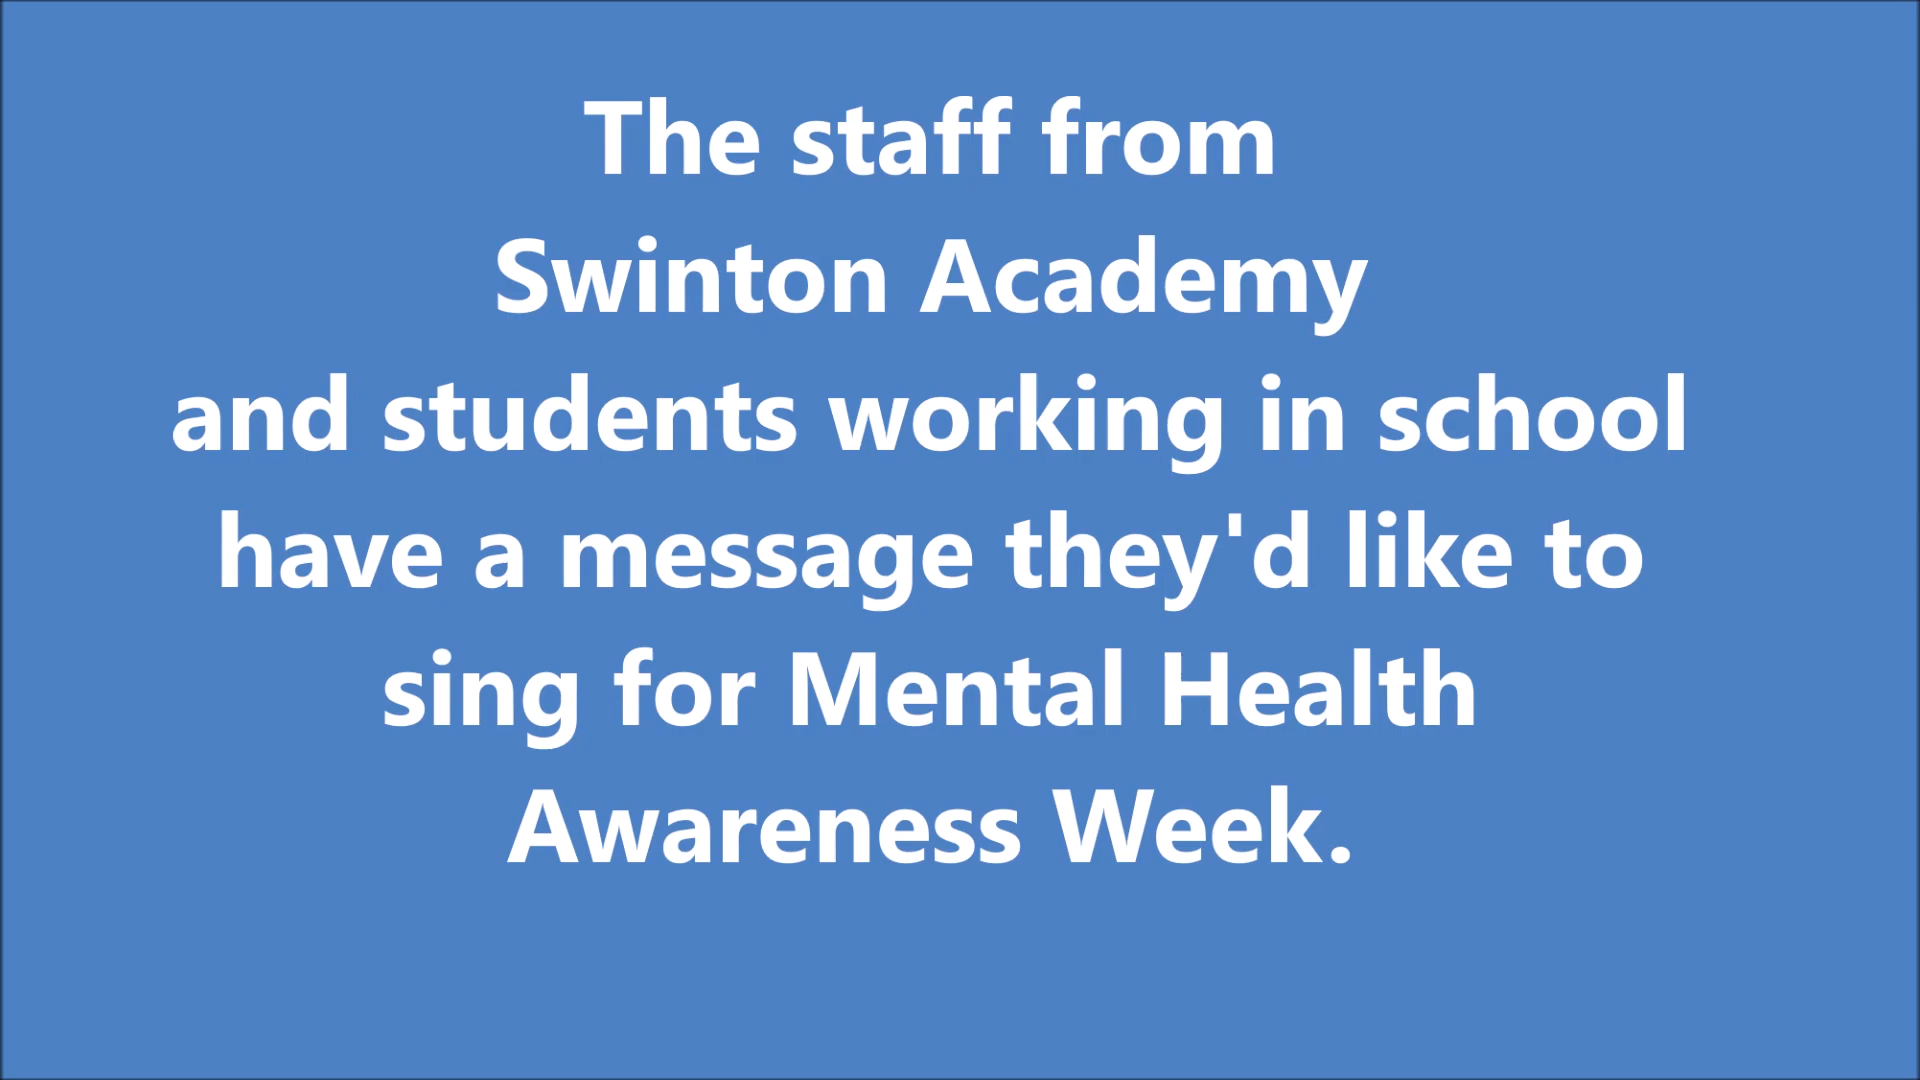 The staff from
Swinton Academy
and students working in school
have a message they'd like to
sing for Mental Health
Awareness Week.